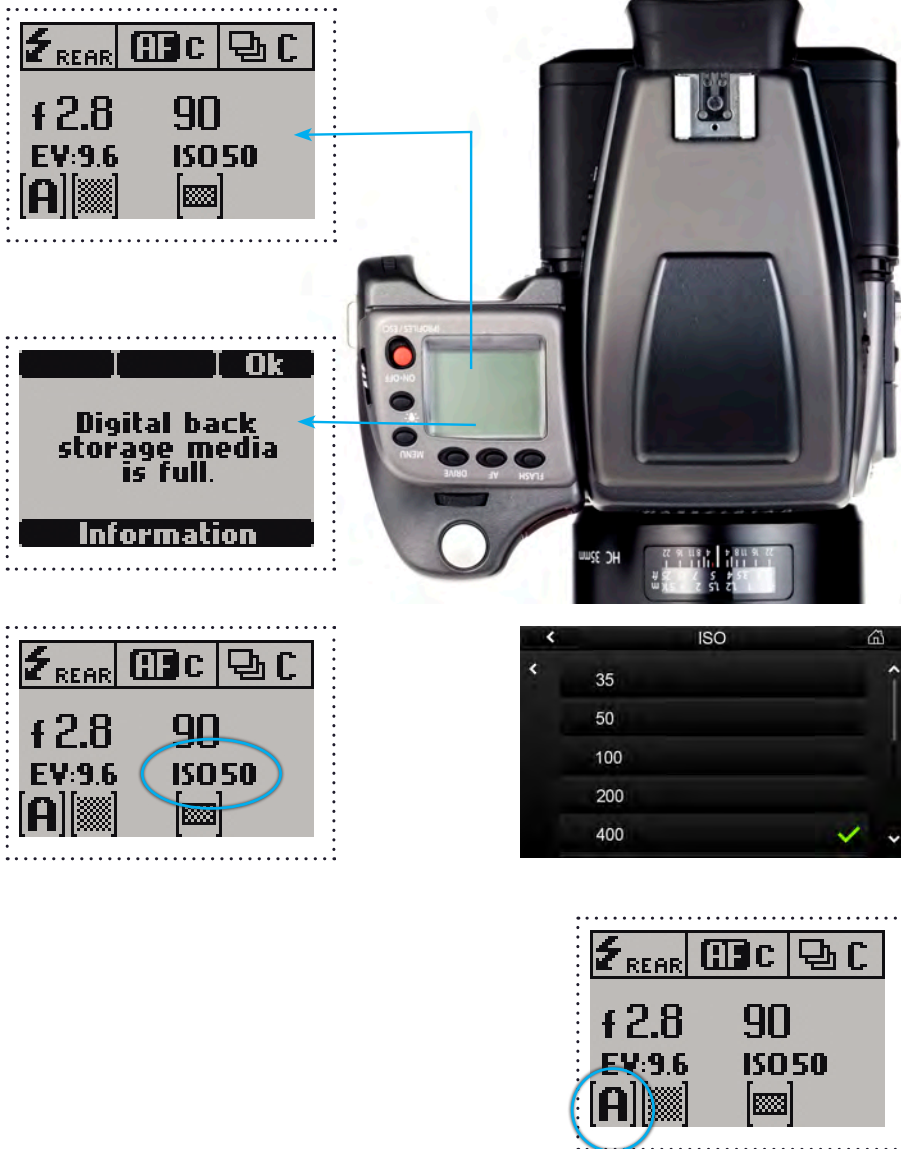 REAR AF C C
f 2.8 90
EV:9.6 ISO 50
[A]
Ok
Digital back
storage media
is full.
Information
PROFILES / ESC
ON-OFF
MENU
DRIVE AF FLASH
HASSELBLAD
HC 35mm
REAR AF C C
f 2.8 90
EV:9.6 ISO 50
[A]
ISO
35
50
100
200
400
REAR AF C C
f 2.8 90
EV:9.6 ISO 50
[A]